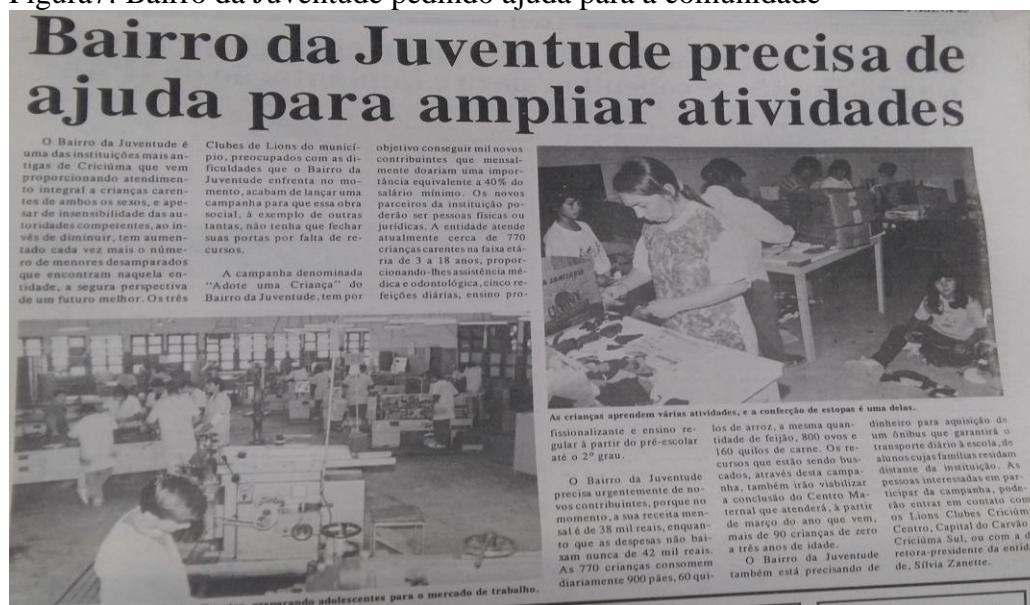 Figura7: Bairro da Juventude pedindo ajuda para a comunidade
Bairro da Juventude precisa de
ajuda para ampliar atividades
O Bairro da Juventude é
uma das instituições mais an-
tigas de Criciúma que vem
proporcionando atendimen-
to integral a crianças caren-
tes de ambos os sexos, e ape-
sar de insensibilidade das au-
toridades competentes, ao in-
vés de diminuir, tem aumen-
tado cada vez mais o núme-
ro de menores desamparados
que encontram naquela en-
tidade, a segura perspectiva
de um futuro melhor. Os três
Clubes de Lions do municí-
pio, preocupados com as di-
ficuldades que o Bairro da
Juventude enfrenta no mo-
mento, acabam de lançar uma
campanha para que essa obra
social, à exemplo de outras
tantas, não tenha que fechar
suas portas por falta de re-
cursos.
A campanha denominada
"Adote uma Criança" do
Bairro da Juventude, tem por
objetivo conseguir mil novos
contribuintes que mensal-
mente doariam uma impor-
tância equivalente a 40% do
salário mínimo. Os novos
parceiros da instituição po-
derão ser pessoas físicas ou
jurídicas. A entidade atende
atualmente cerca de 770
crianças carentes na faixa etá-
ria de 3 a 18 anos, propor-
cionando-lhes assistência mé-
dica e odontológica, cinco re-
feições diárias, ensino pro-
As crianças aprendem várias atividades, e a confecção de estopas é uma delas.
fissionalizante e ensino re-
gular à partir do pré-escolar
até o 2º grau.
O Bairro da Juventude
precisa urgentemente de no-
vos contribuintes, porque no
momento, a sua receita men-
sal é de 38 mil reais, enquan-
to que as despesas não bai-
xam nunca de 42 mil reais.
As 770 crianças consomem
diariamente 900 pães, 60 qui-
los de arroz, a mesma quan-
tidade de feijão, 800 ovos e
160 quilos de carne. Os re-
cursos que estão sendo bus-
cados, através desta campa-
nha, também irão viabilizar
a conclusão do Centro Ma-
ternal que atenderá, à partir
de março do ano que vem,
mais de 90 crianças de zero
a três anos de idade.
O Bairro da Juventude
também está precisando de
dinheiro para aquisição de
um ônibus que garantirá o
transporte diário à escola, de
alunos cujas famílias residam
distante da instituição. As
pessoas interessadas em par-
ticipar da campanha, pode-
rão entrar em contato com
os Lions Clubes Criciúm
Centro, Capital do Carvão
Criciúma Sul, ou com a d
retora-presidente da entid
de, Sílvia Zanette.
preparando adolescentes para o mercado de trabalho.